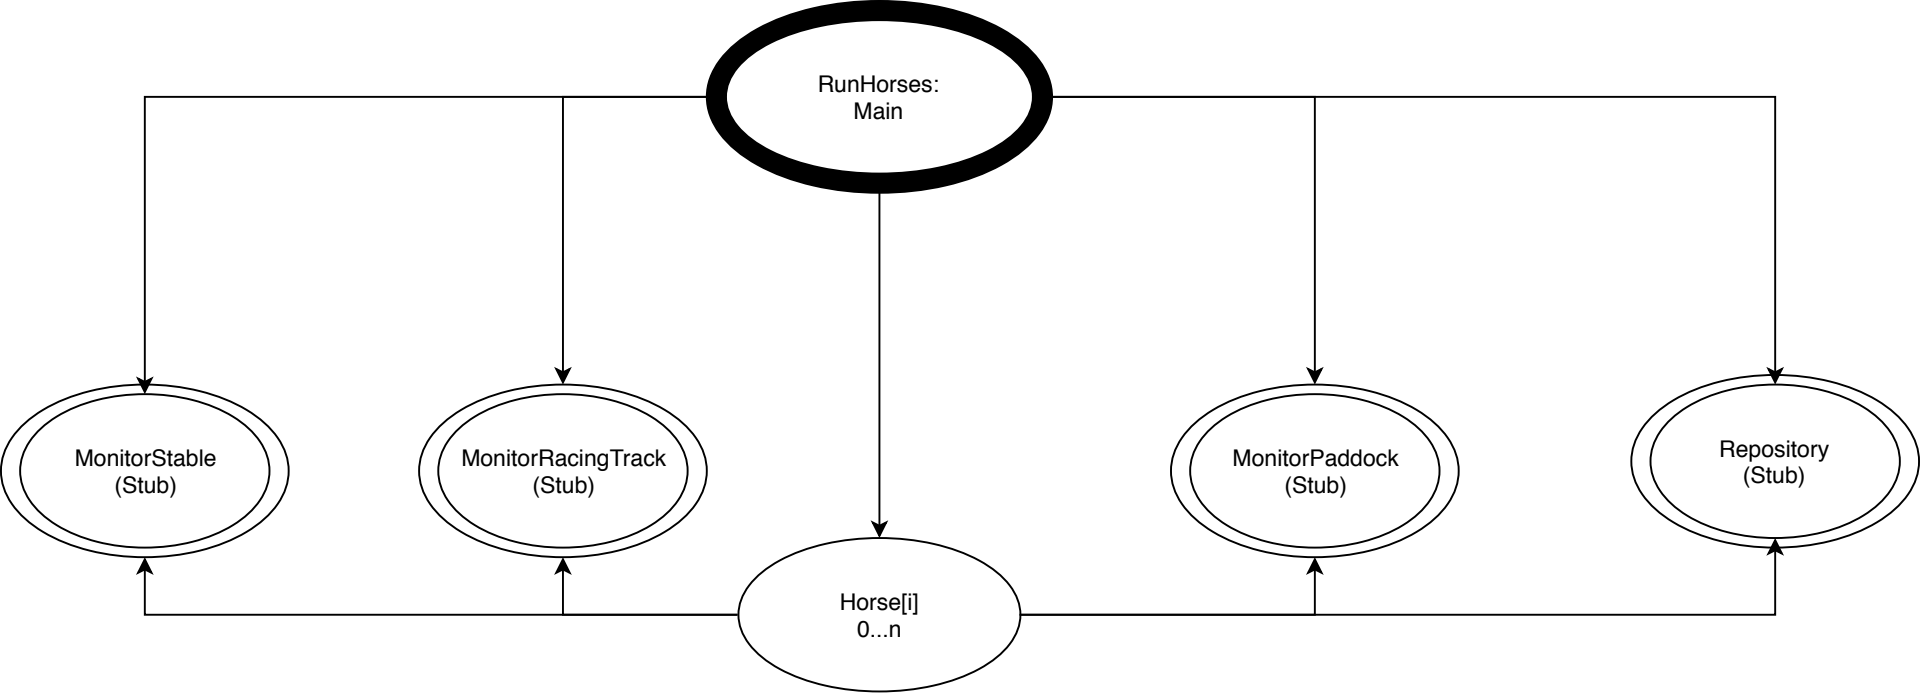 RunHorses:
Main
MonitorStable
(Stub)
MonitorRacingTrack
(Stub)
MonitorPaddock
(Stub)
Repository
(Stub)
Horse[i]
0...n